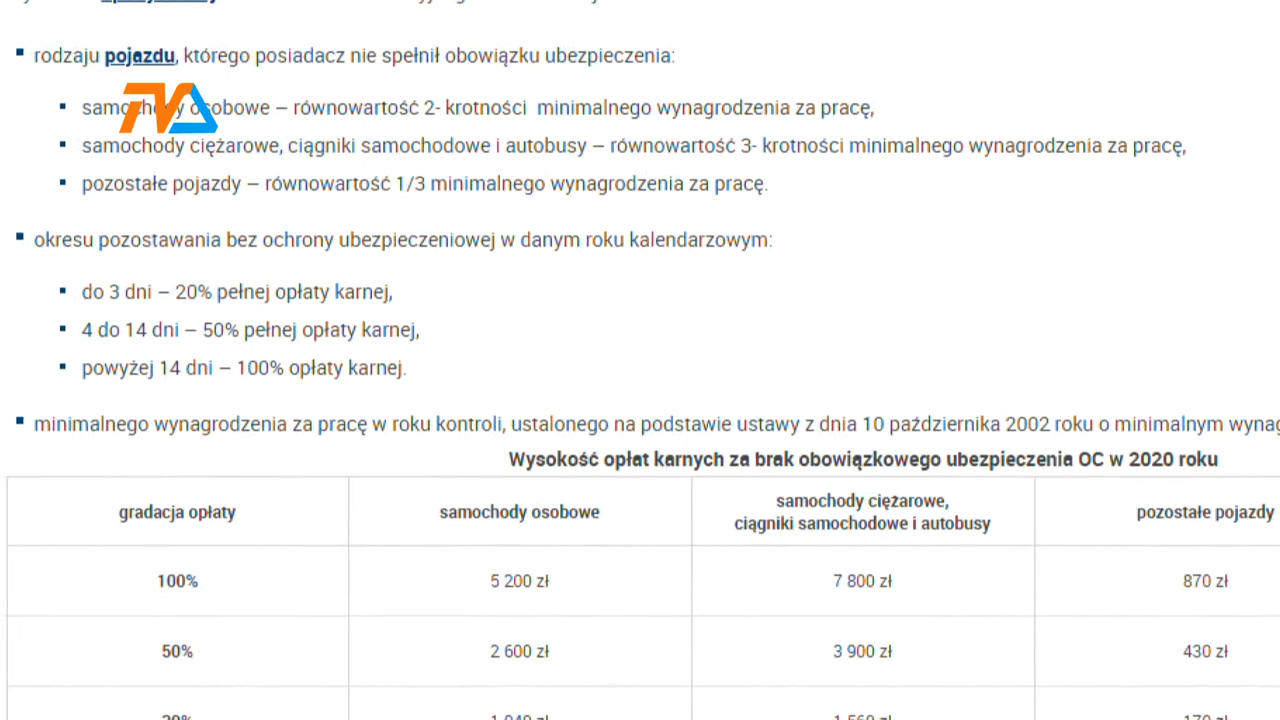 rodzaju pojazdu, którego posiadacz nie spełnił obowiązku ubezpieczenia:
TVA
samochody osobowe – równowartość 2- krotności minimalnego wynagrodzenia za pracę,
samochody ciężarowe, ciągniki samochodowe i autobusy – równowartość 3- krotności minimalnego wynagrodzenia za pracę,
pozostałe pojazdy – równowartość 1/3 minimalnego wynagrodzenia za pracę.
okresu pozostawania bez ochrony ubezpieczeniowej w danym roku kalendarzowym:
do 3 dni – 20% pełnej opłaty karnej,
4 do 14 dni – 50% pełnej opłaty karnej,
powyżej 14 dni – 100% opłaty karnej.
minimalnego wynagrodzenia za pracę w roku kontroli, ustalonego na podstawie ustawy z dnia 10 października 2002 roku o minimalnym
Wysokość opłat karnych za brak obowiązkowego ubezpieczenia OC w 2020 roku
gradacja opłaty samochody osobowe samochody ciężarowe, ciągniki samochodowe i autobusy pozostałe pojazdy
100% 5 200 zł 7 800 zł 870 zł
50% 2 600 zł 3 900 zł 430 zł